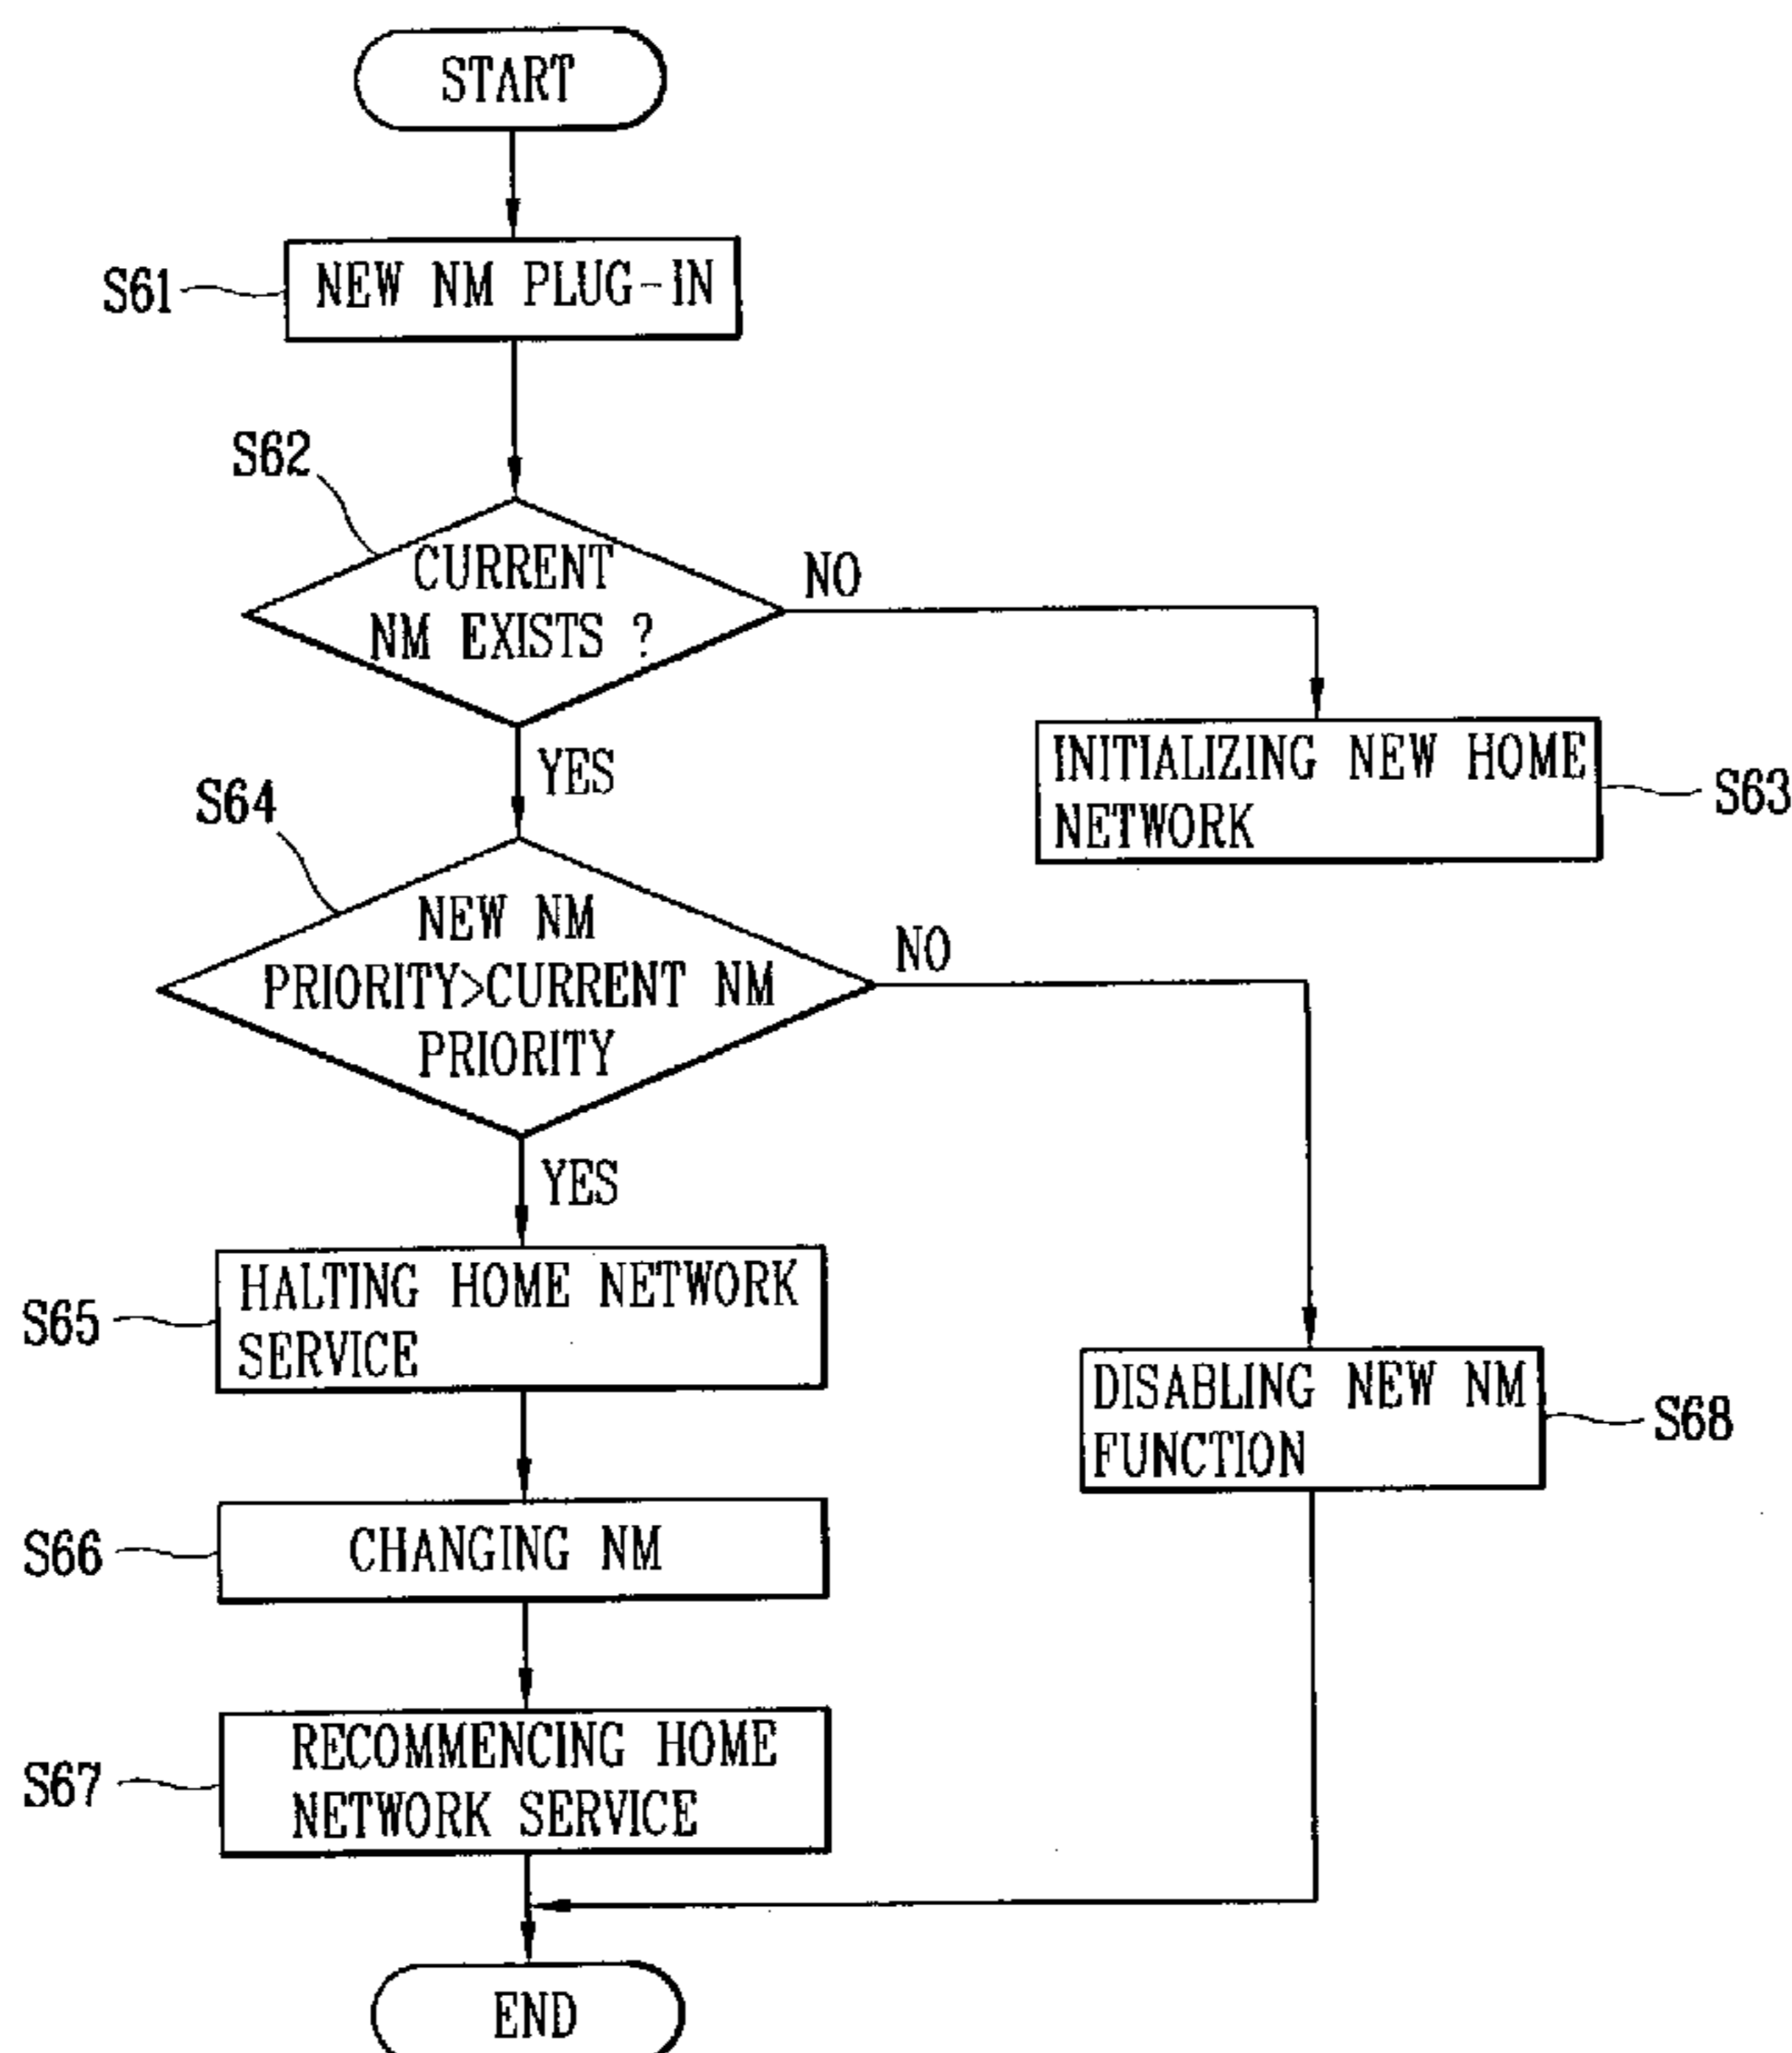 START
S61
NEW NM PLUG-IN
S62
CURRENT
NM EXISTS ?
NO
YES
INITIALIZING NEW HOME
NETWORK
S63
S64
NEW NM
PRIORITY>CURRENT NM
PRIORITY
NO
YES
S65
HALTING HOME NETWORK
SERVICE
DISABLING NEW NM
FUNCTION
S68
S66
CHANGING NM
S67
RECOMMENCING HOME
NETWORK SERVICE
END